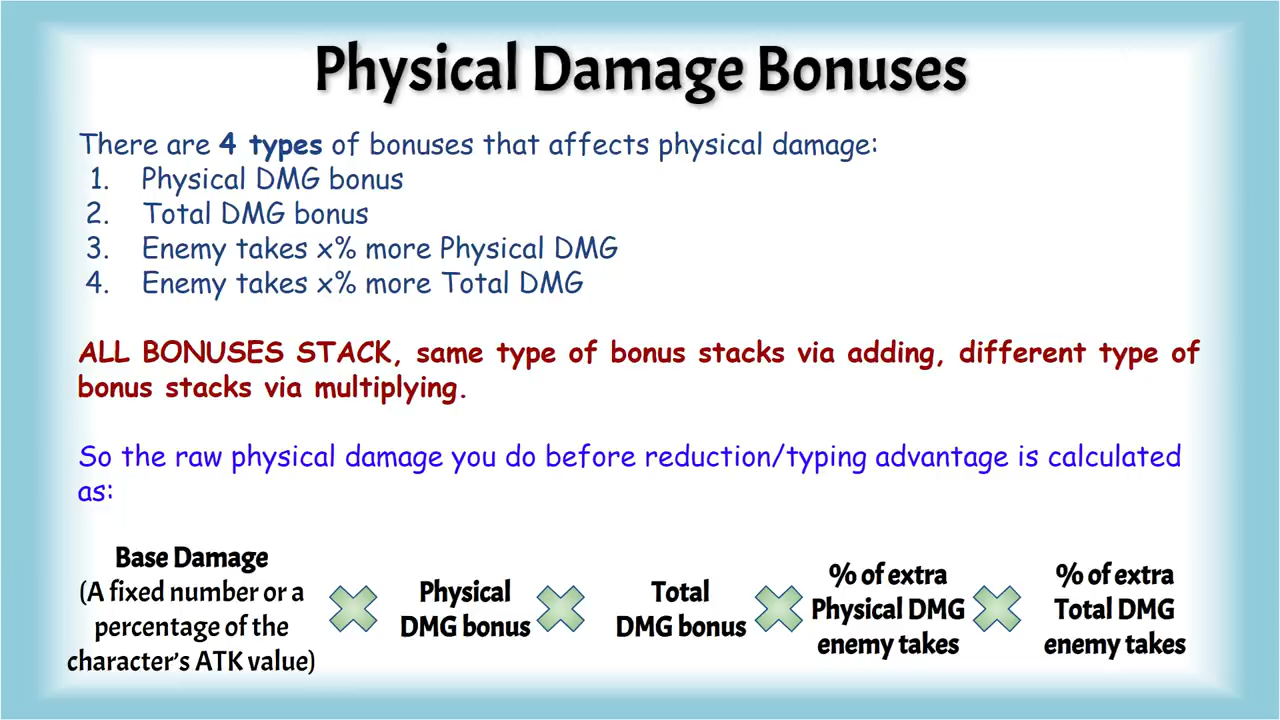 Physical Damage Bonuses
There are 4 types of bonuses that affects physical damage:
1. Physical DMG bonus
2. Total DMG bonus
3. Enemy takes x% more Physical DMG
4. Enemy takes x% more Total DMG
ALL BONUSES STACK, same type of bonus stacks via adding, different type of
bonus stacks via multiplying.
So the raw physical damage you do before reduction/typing advantage is calculated
as:
Base Damage
(A fixed number or a
percentage of the
character's ATK value)
Physical
DMG bonus
Total
DMG bonus
% of extra
Physical DMG
enemy takes
% of extra
Total DMG
enemy takes